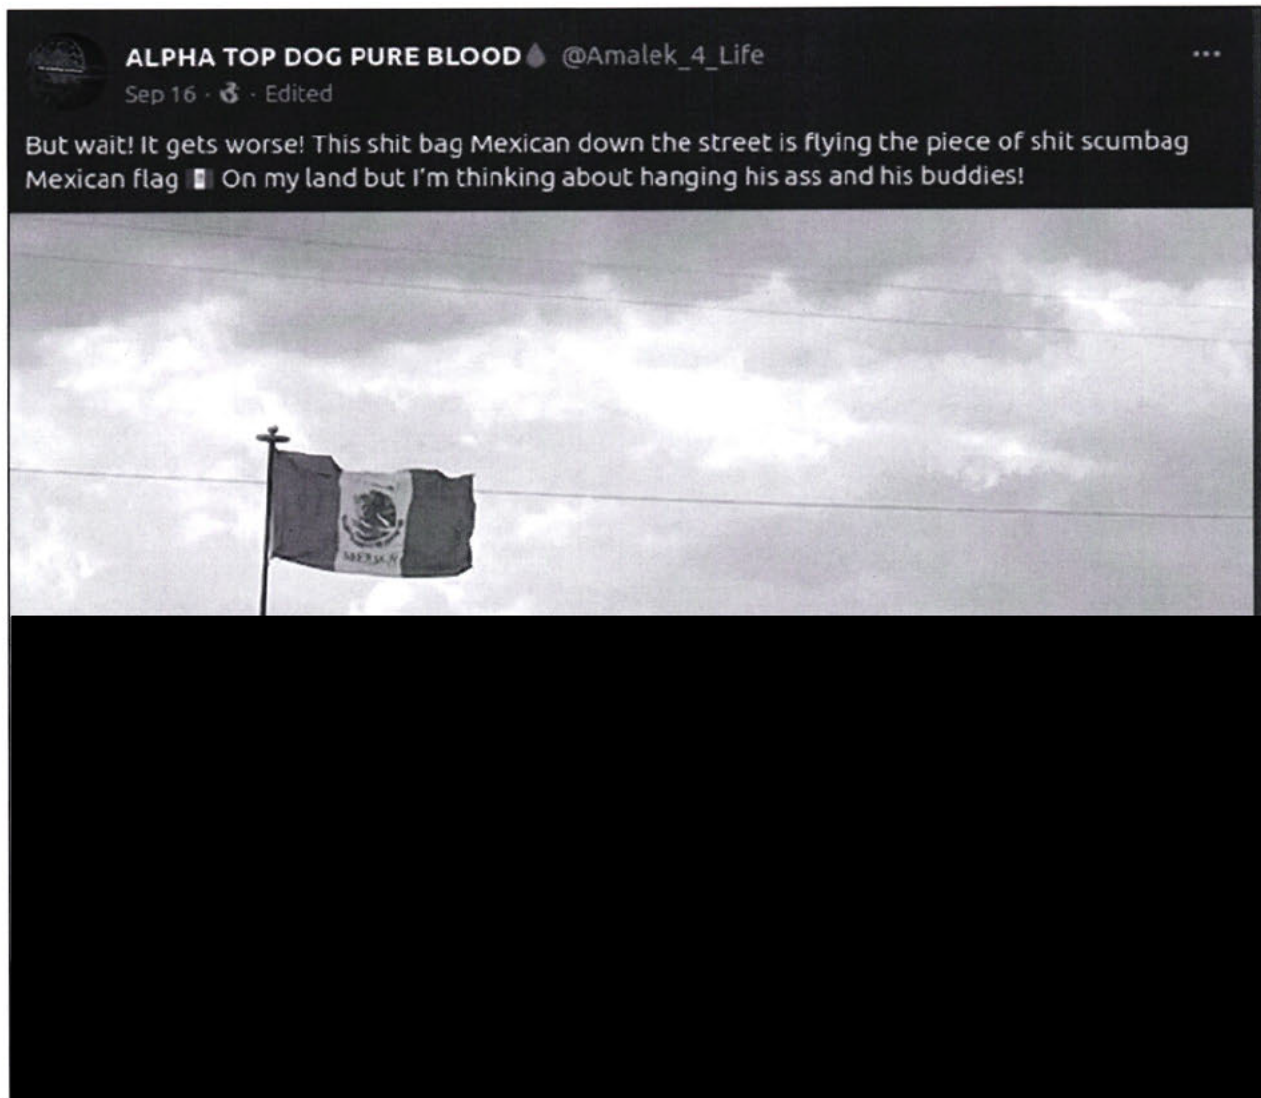 ALPHA TOP DOG PURE BLOOD🩸 @Amalek_4_Life
Sep 16 · Edited
But wait! It gets worse! This shit bag Mexican down the street is flying the piece of shit scumbag
Mexican flag 🇲🇽 On my land but I'm thinking about hanging his ass and his buddies!